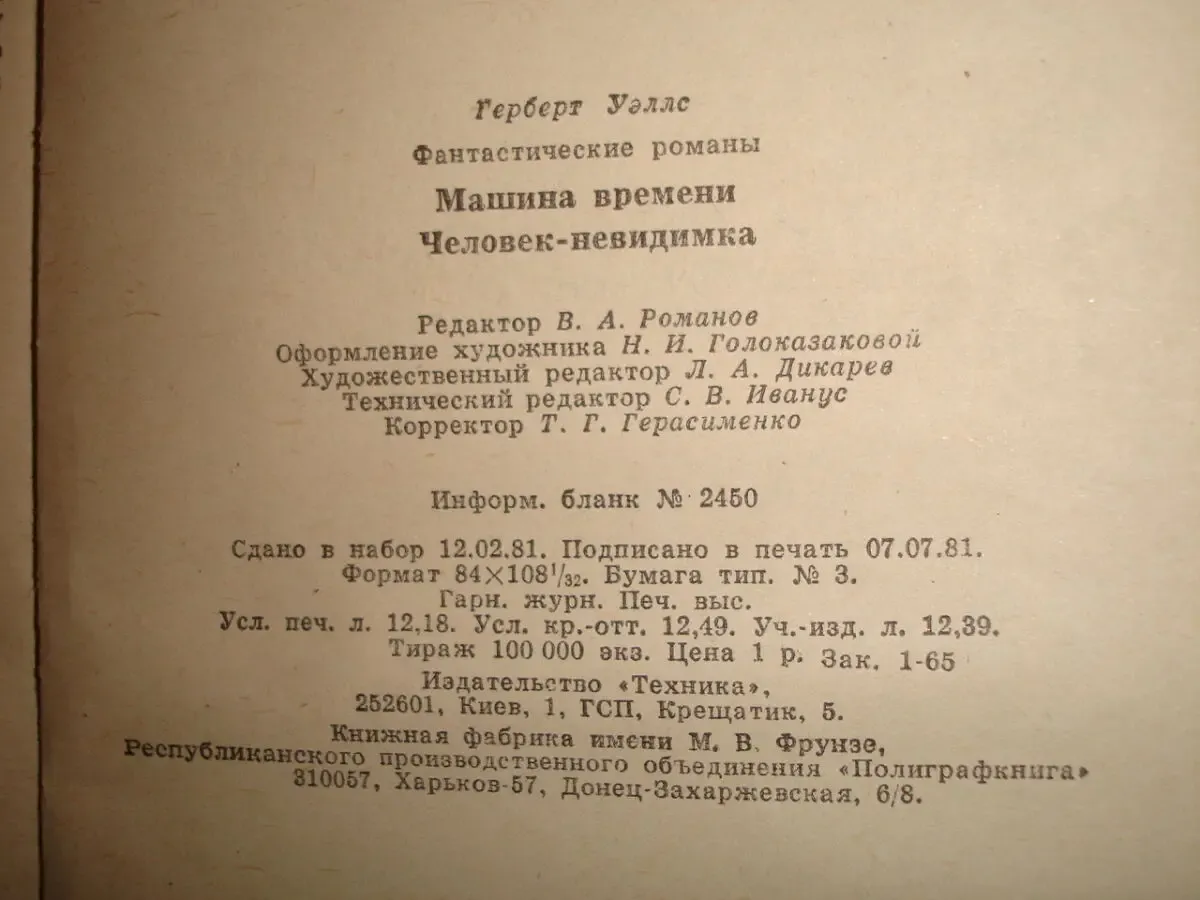 Герберт Уэллс
Фантастические романы
Машина времени
Человек-невидимка
Редактор В. А. Романов
Оформление художника Н. И. Голоказаковой
Художественный редактор Л. А. Дикарев
Технический редактор С. В. Иванус
Корректор Т. Г. Герасименко
Информ. бланк № 2450
Сдано в набор 12.02.81. Подписано в печать 07.07.81.
Формат 84×108¹/₃₂. Бумага тип. № 3.
Гарн. журн. Печ. выс.
Усл. печ. л. 12,18. Усл. кр.-отт. 12,49. Уч.-изд. л. 12,39.
Тираж 100 000 экз. Цена 1 р. Зак. 1-65
Издательство «Техника»,
252601, Киев, 1, ГСП, Крещатик, 5.
Книжная фабрика имени М. В. Фрунзе,
Республиканского производственного объединения «Полиграфкнига»
310057, Харьков-57, Донец-Захаржевская, 6/8.